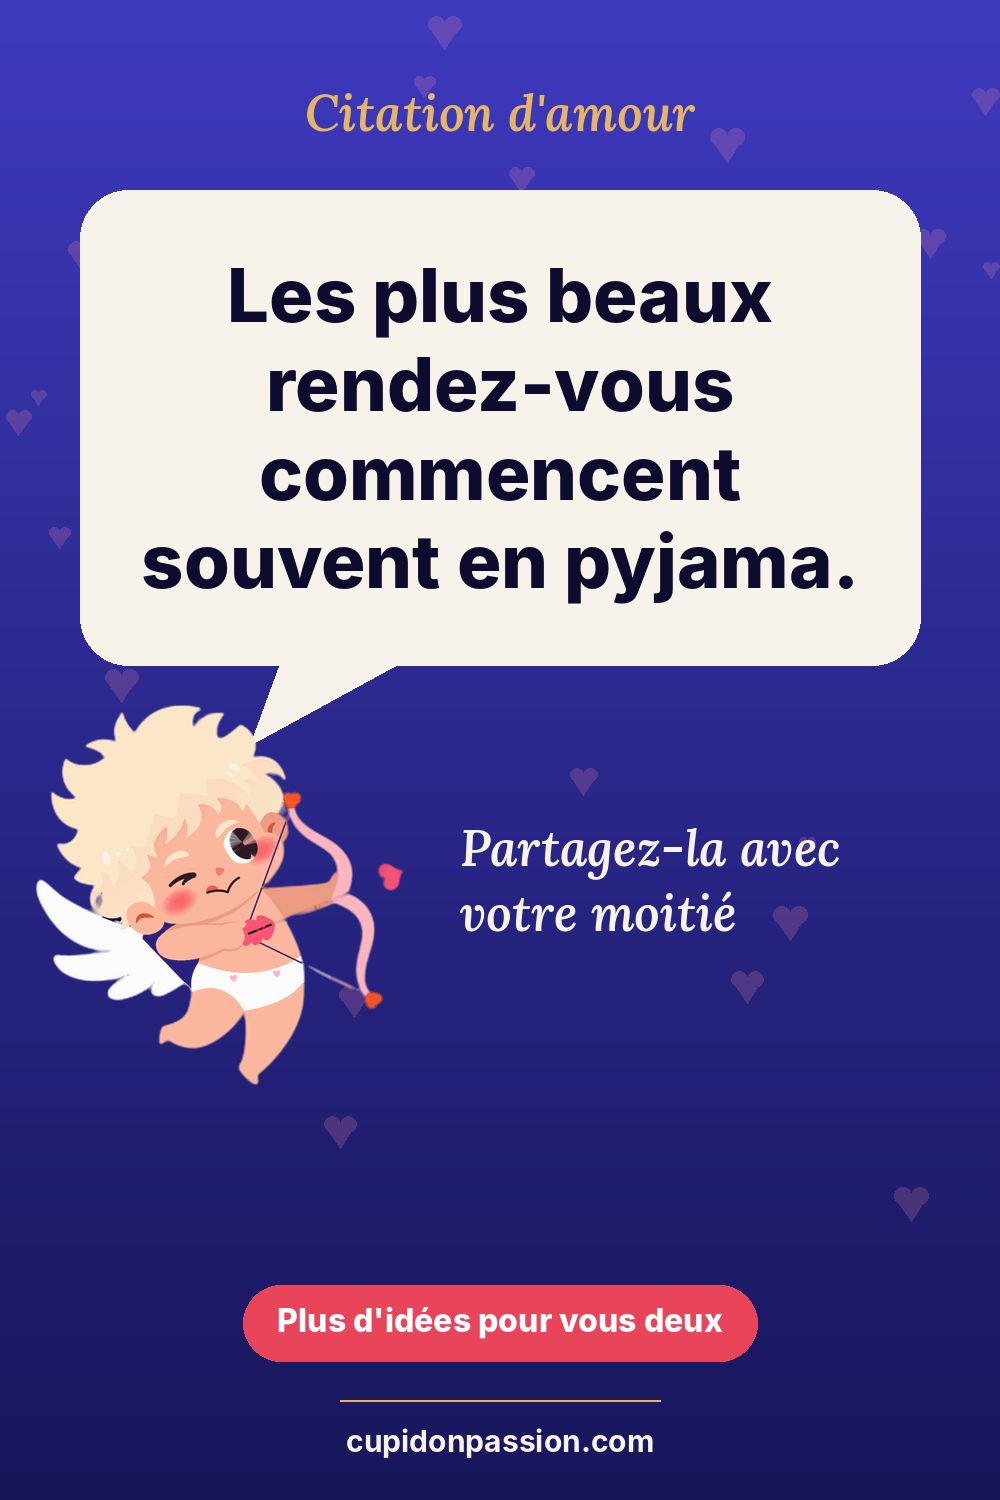 Citation d'amour
Les plus beaux
rendez-vous
commencent
souvent en pyjama.
Partagez-la avec
votre moitié
Plus d'idées pour vous deux
cupidonpassion.com